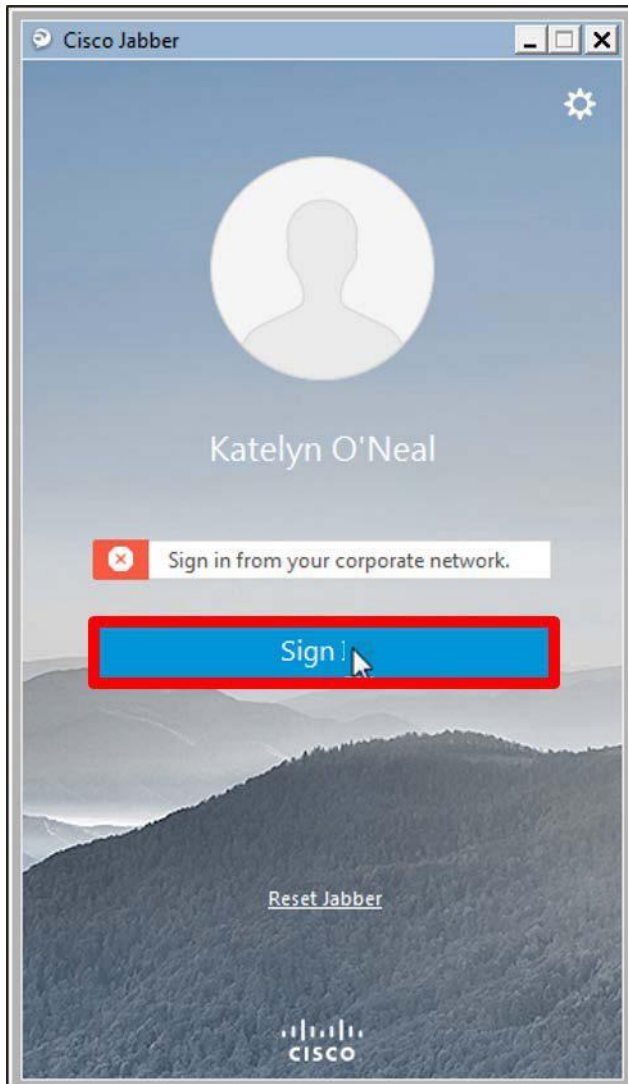 Cisco Jabber
Katelyn O'Neal
Sign in from your corporate network.
Sign
Reset Jabber
CISCO